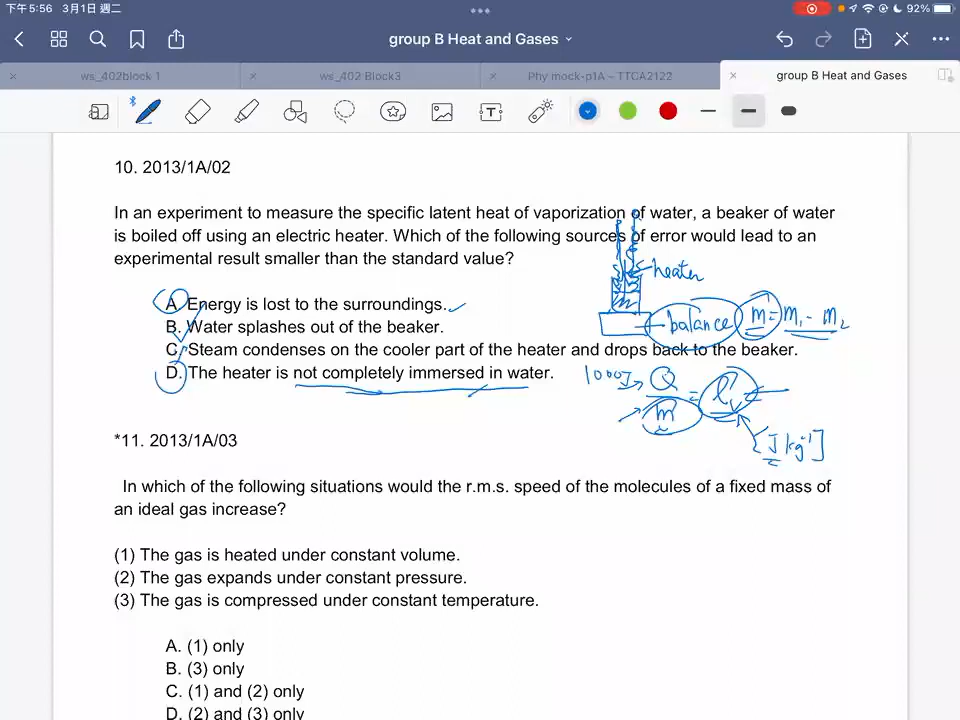 下午5:56 3月1日 週二
92%
group B Heat and Gases
ws_402block 1
ws_402 Block3
Phy mock-p1A – TTCA2122
group B Heat and Gases
10. 2013/1A/02
In an experiment to measure the specific latent heat of vaporization of water, a beaker of water
is boiled off using an electric heater. Which of the following sources of error would lead to an
experimental result smaller than the standard value?
heater
A. Energy is lost to the surroundings.
balance m = m₁ - m₂
B. Water splashes out of the beaker.
C. Steam condenses on the cooler part of the heater and drops back to the beaker.
D. The heater is not completely immersed in water.
1000J Q
m = lᵥ
[J kg⁻¹]
*11. 2013/1A/03
In which of the following situations would the r.m.s. speed of the molecules of a fixed mass of
an ideal gas increase?
(1) The gas is heated under constant volume.
(2) The gas expands under constant pressure.
(3) The gas is compressed under constant temperature.
A. (1) only
B. (3) only
C. (1) and (2) only
D. (2) and (3) only